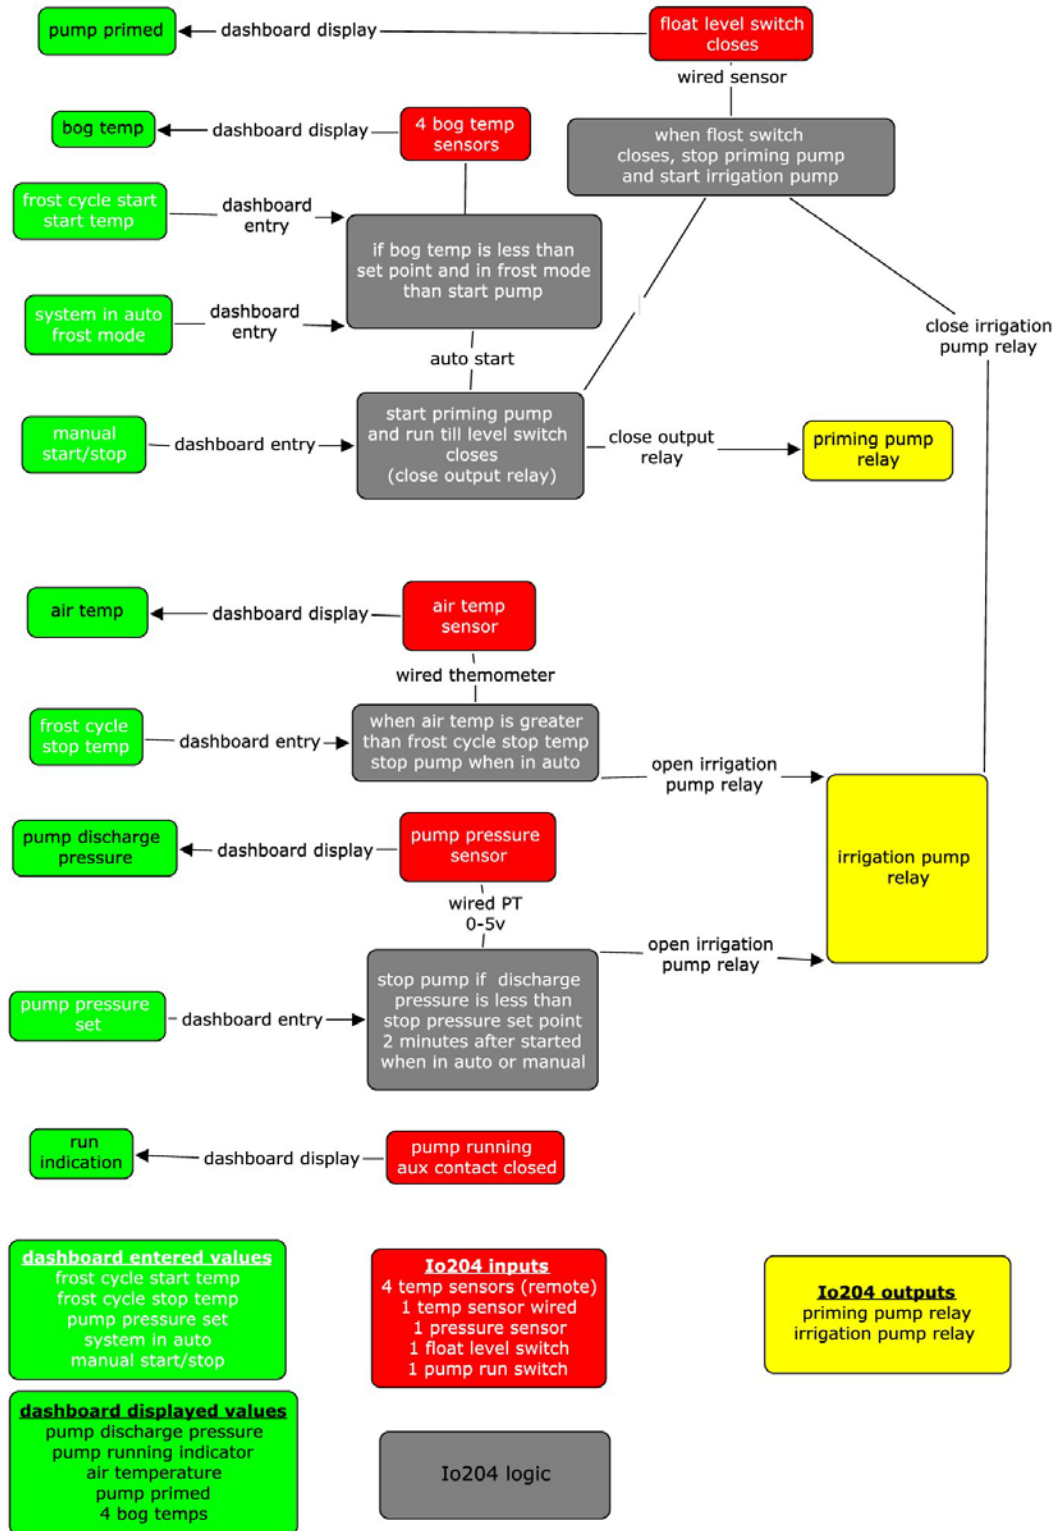 pump primed
dashboard display
float level switch
closes
wired sensor
bog temp
dashboard display
4 bog temp
sensors
when flost switch
closes, stop priming pump
and start irrigation pump
frost cycle start
start temp
dashboard
entry
if bog temp is less than
set point and in frost mode
than start pump
system in auto
frost mode
dashboard
entry
close irrigation
pump relay
auto start
manual
start/stop
dashboard entry
start priming pump
and run till level switch
closes
(close output relay)
close output
relay
priming pump
relay
air temp
dashboard display
air temp
sensor
wired themometer
frost cycle
stop temp
dashboard entry
when air temp is greater
than frost cycle stop temp
stop pump when in auto
open irrigation
pump relay
pump discharge
pressure
dashboard display
pump pressure
sensor
irrigation pump
relay
wired PT
0-5v
open irrigation
pump relay
pump pressure
set
dashboard entry
stop pump if discharge
pressure is less than
stop pressure set point
2 minutes after started
when in auto or manual
run
indication
dashboard display
pump running
aux contact closed
dashboard entered values
frost cycle start temp
frost cycle stop temp
pump pressure set
system in auto
manual start/stop
Io204 inputs
4 temp sensors (remote)
1 temp sensor wired
1 pressure sensor
1 float level switch
1 pump run switch
Io204 outputs
priming pump relay
irrigation pump relay
dashboard displayed values
pump discharge pressure
pump running indicator
air temperature
pump primed
4 bog temps
Io204 logic